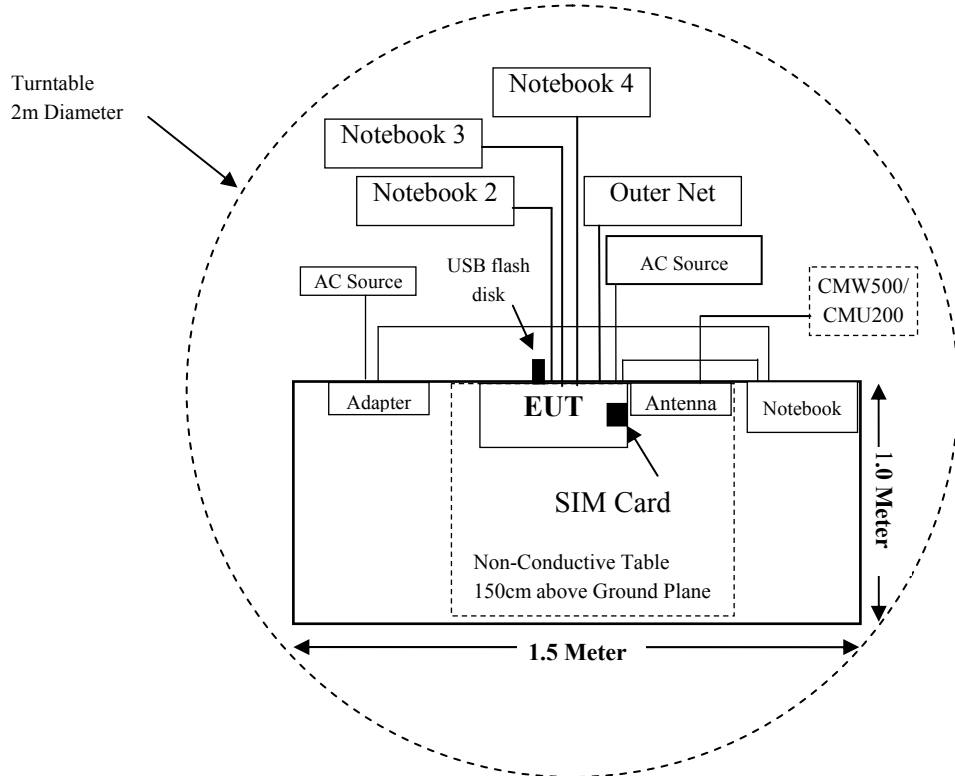 Turntable
2m Diameter
Notebook 4
Notebook 3
Notebook 2
Outer Net
AC Source
USB flash
disk
AC Source
CMW500/
CMU200
Adapter
EUT
Antenna
Notebook
SIM Card
1.0 Meter
Non-Conductive Table
150cm above Ground Plane
1.5 Meter